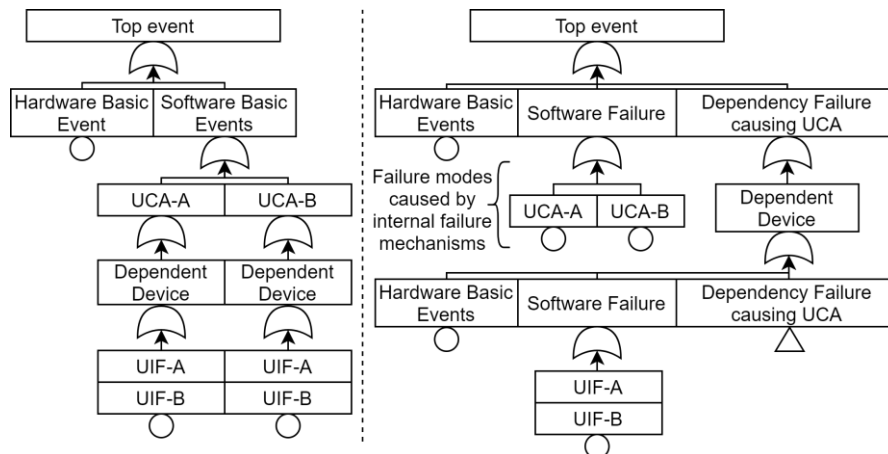 Top event
Hardware Basic
Event
Software Basic
Events
UCA-A
UCA-B
Dependent
Device
Dependent
Device
UIF-A
UIF-A
UIF-B
UIF-B
Top event
Hardware Basic
Events
Software Failure
Dependency Failure
causing UCA
Failure modes
caused by
internal failure
mechanisms
UCA-A
UCA-B
Dependent
Device
Hardware Basic
Events
Software Failure
Dependency Failure
causing UCA
UIF-A
UIF-B